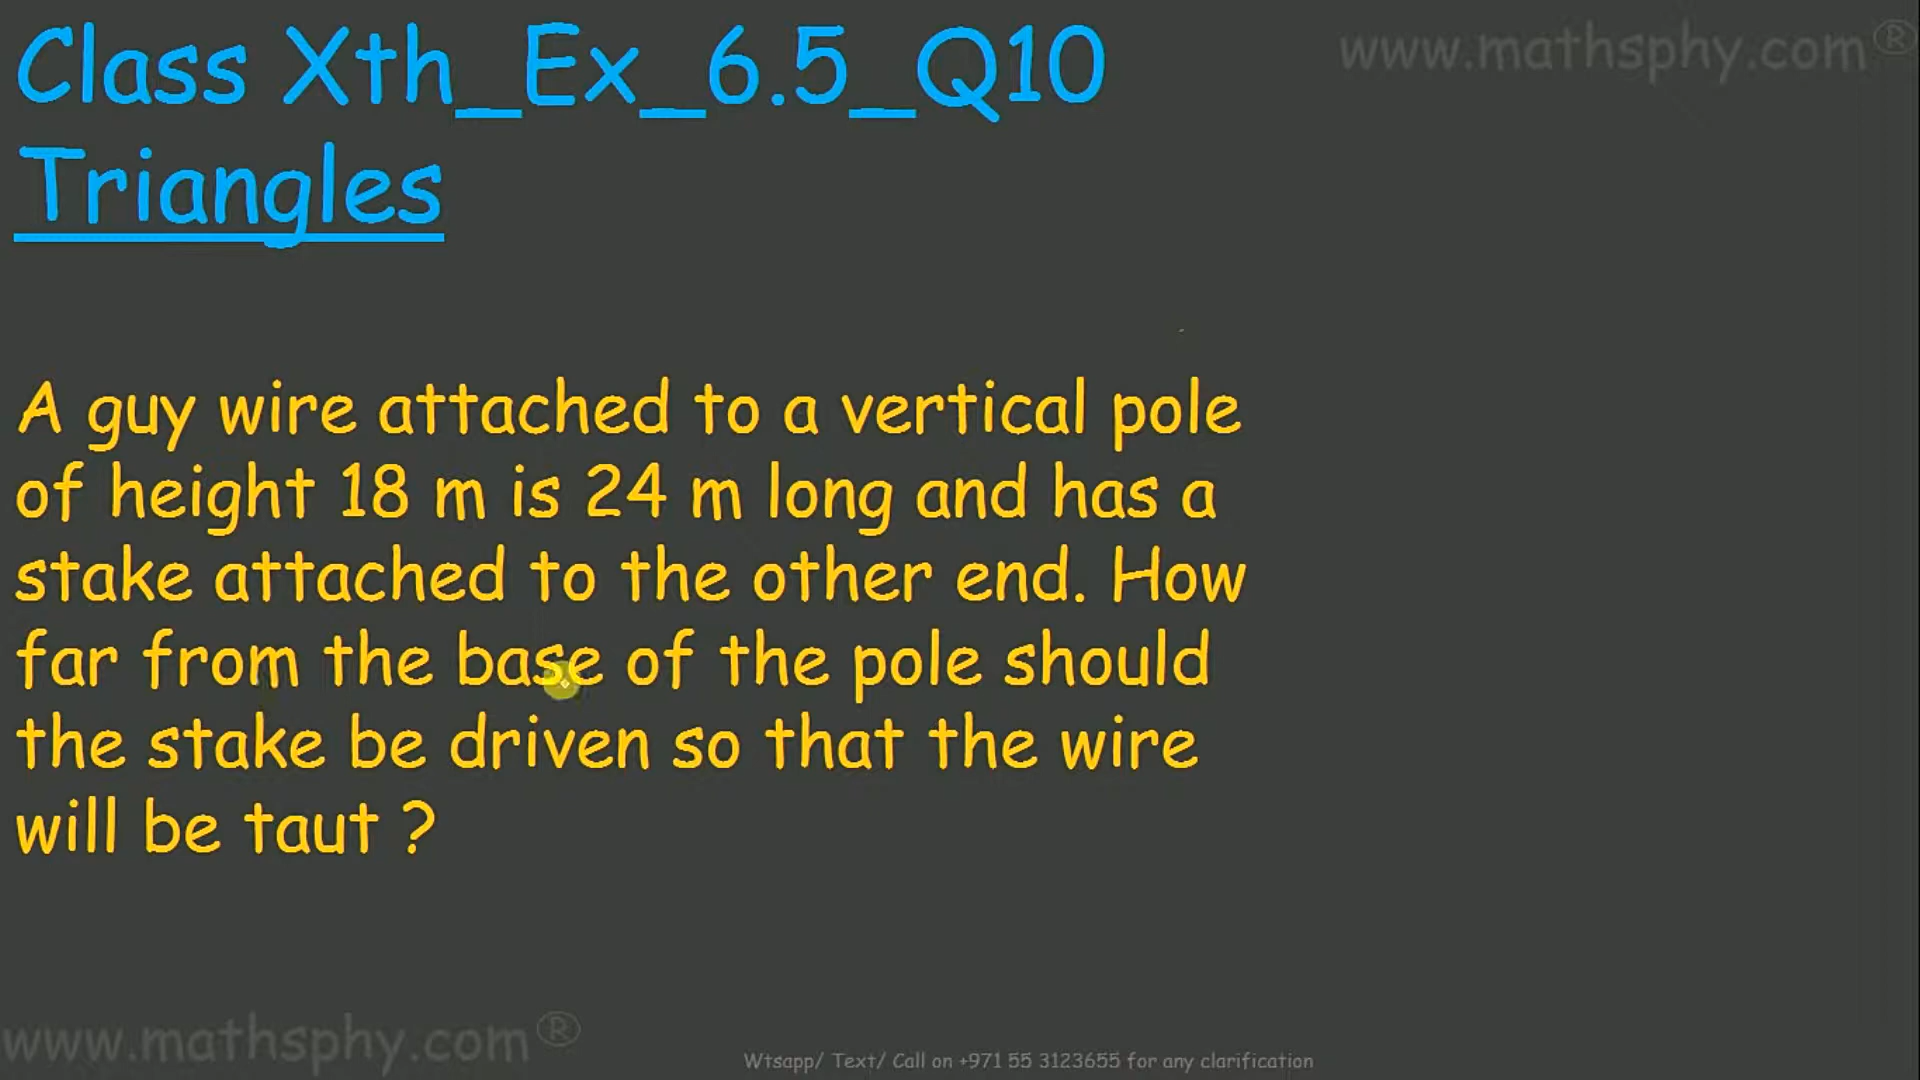 Class Xth_Ex_6.5_Q10
www.mathsphy.com®
Triangles
A guy wire attached to a vertical pole
of height 18 m is 24 m long and has a
stake attached to the other end. How
far from the base of the pole should
the stake be driven so that the wire
will be taut ?
www.mathsphy.com®
Wtsapp/ Text/ Call on +971 55 3123655 for any clarification